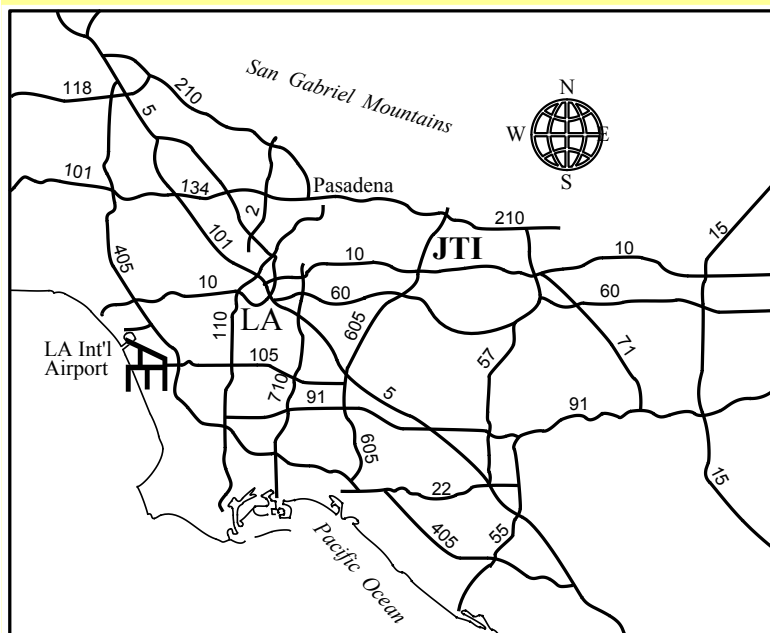 San Gabriel Mountains
N
W
E
S
118
5
210
101
134
2
Pasadena
210
15
405
101
10
JTI
10
10
60
60
LA
110
605
LA Int'l
Airport
105
710
57
71
5
91
91
605
22
15
405
55
Pacific Ocean